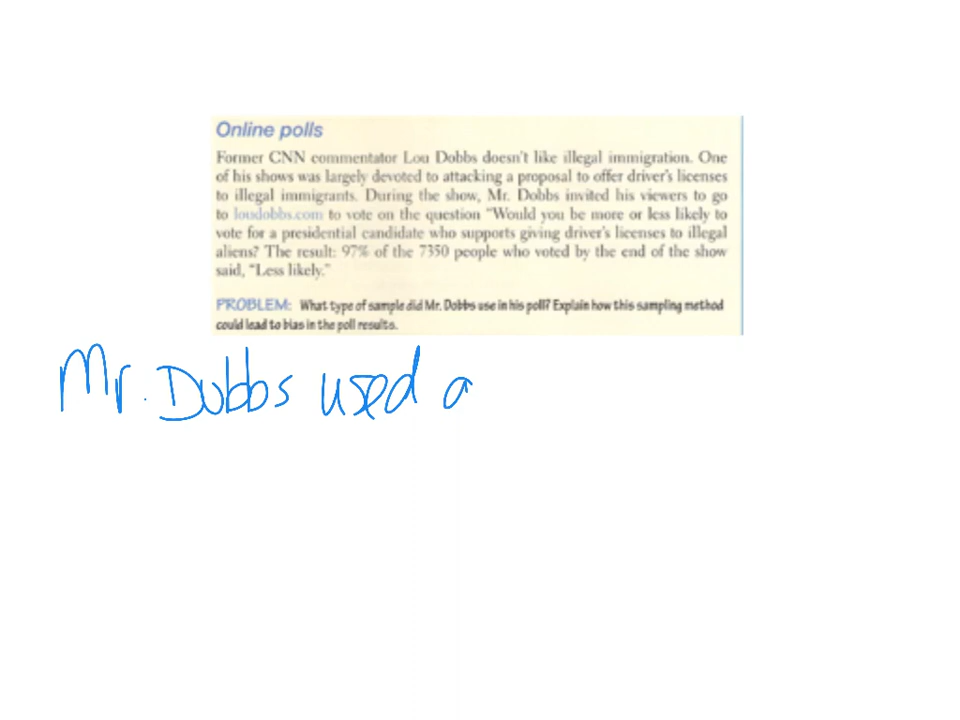 Online polls
Former CNN commentator Lou Dobbs doesn't like illegal immigration. One
of his shows was largely devoted to attacking a proposal to offer driver's licenses
to illegal immigrants. During the show, Mr. Dobbs invited his viewers to go
to loudobbs.com to vote on the question "Would you be more or less likely to
vote for a presidential candidate who supports giving driver's licenses to illegal
aliens? The result: 97% of the 7350 people who voted by the end of the show
said, "Less likely."
PROBLEM: What type of sample did Mr. Dobbs use in his poll? Explain how this sampling method
could lead to bias in the poll results.
Mr. Dobbs used a